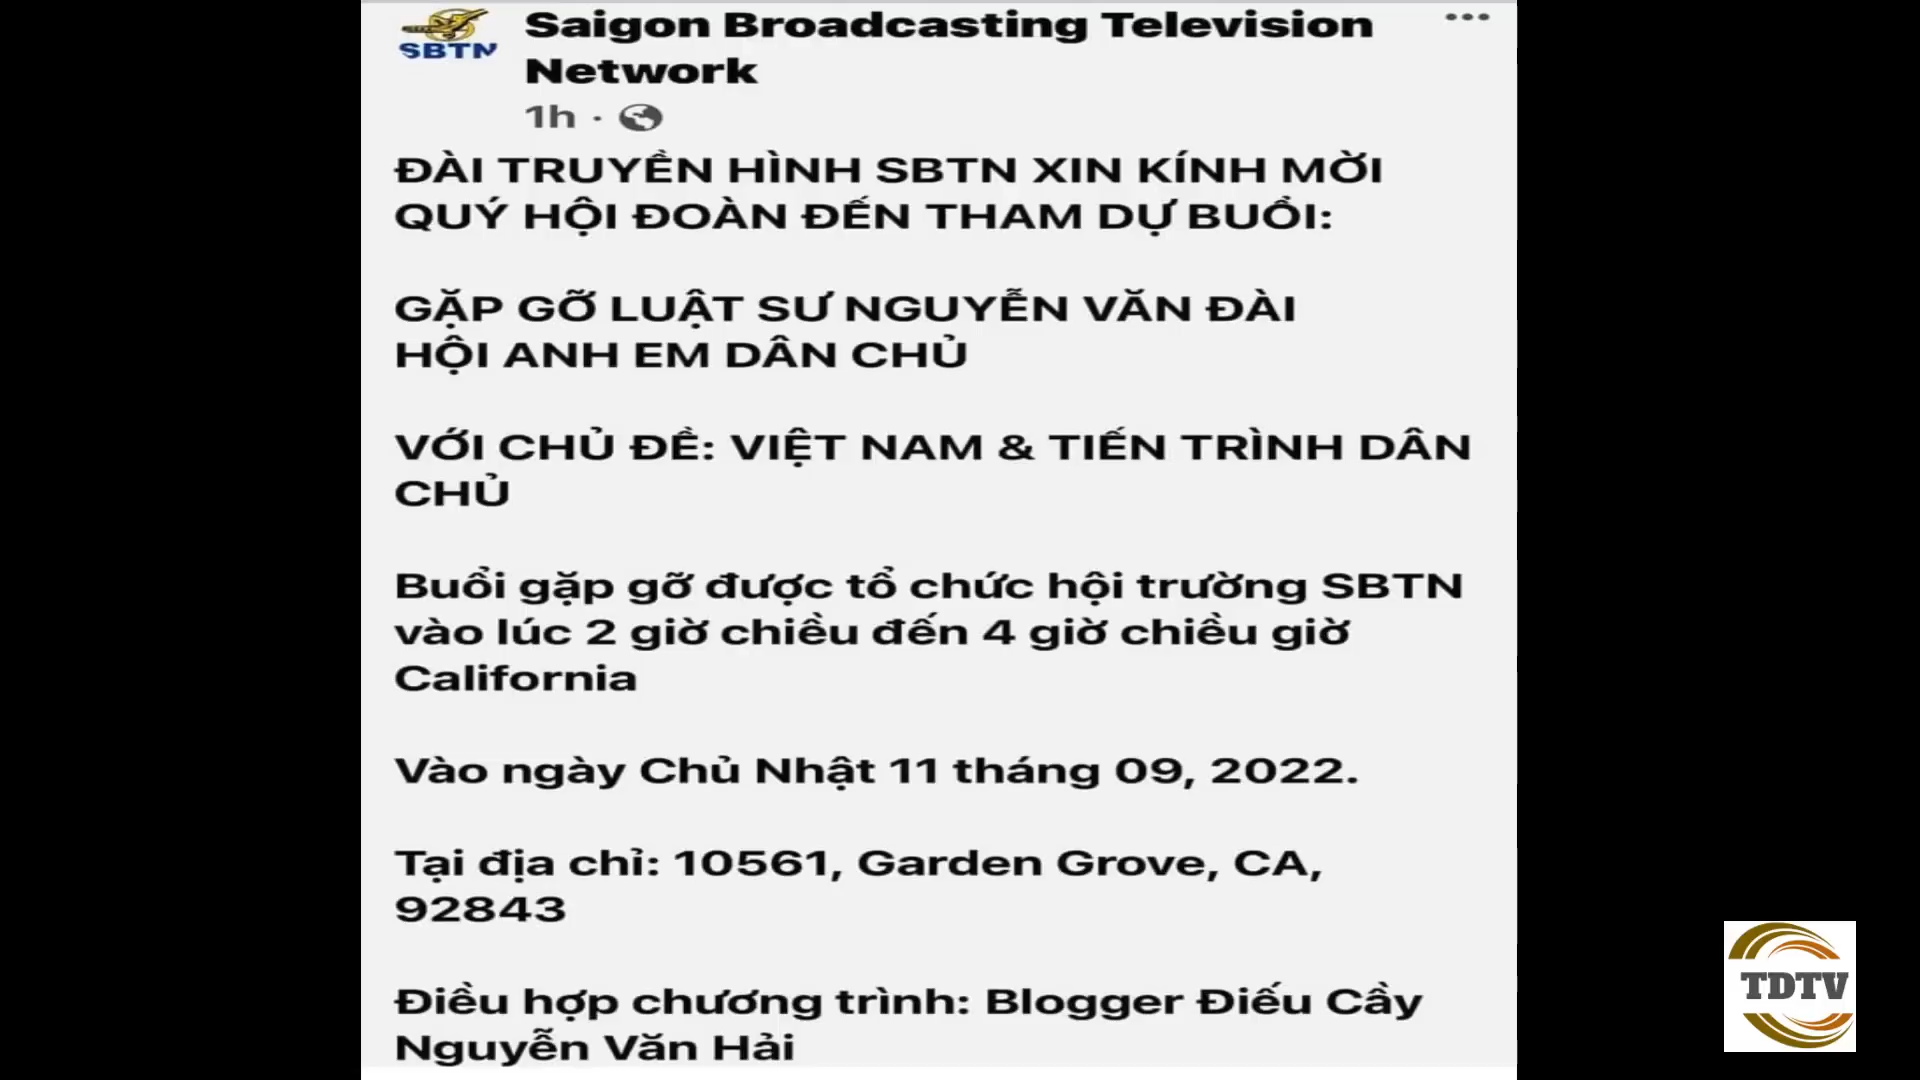 SBTN
Saigon Broadcasting Television
Network
1h ·
ĐÀI TRUYỀN HÌNH SBTN XIN KÍNH MỜI
QUÝ HỘI ĐOÀN ĐẾN THAM DỰ BUỔI:
GẶP GỠ LUẬT SƯ NGUYỄN VĂN ĐÀI
HỘI ANH EM DÂN CHỦ
VỚI CHỦ ĐỀ: VIỆT NAM & TIẾN TRÌNH DÂN
CHỦ
Buổi gặp gỡ được tổ chức hội trường SBTN
vào lúc 2 giờ chiều đến 4 giờ chiều giờ
California
Vào ngày Chủ Nhật 11 tháng 09, 2022.
Tại địa chỉ: 10561, Garden Grove, CA,
92843
Điều hợp chương trình: Blogger Điếu Cầy
Nguyễn Văn Hải
TDTV